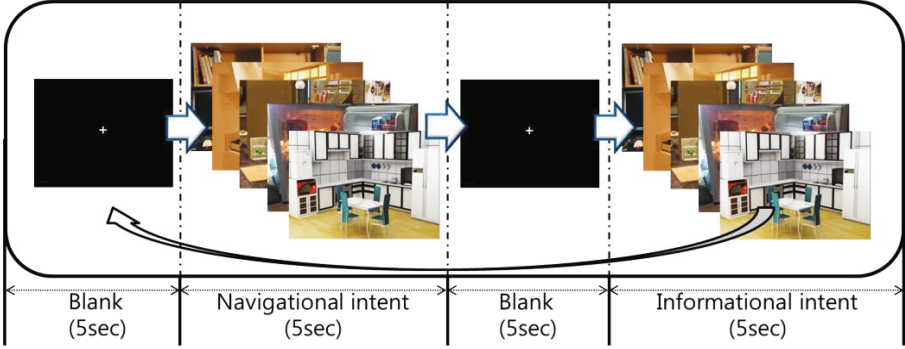 Blank
(5sec)
Navigational intent
(5sec)
Blank
(5sec)
Informational intent
(5sec)